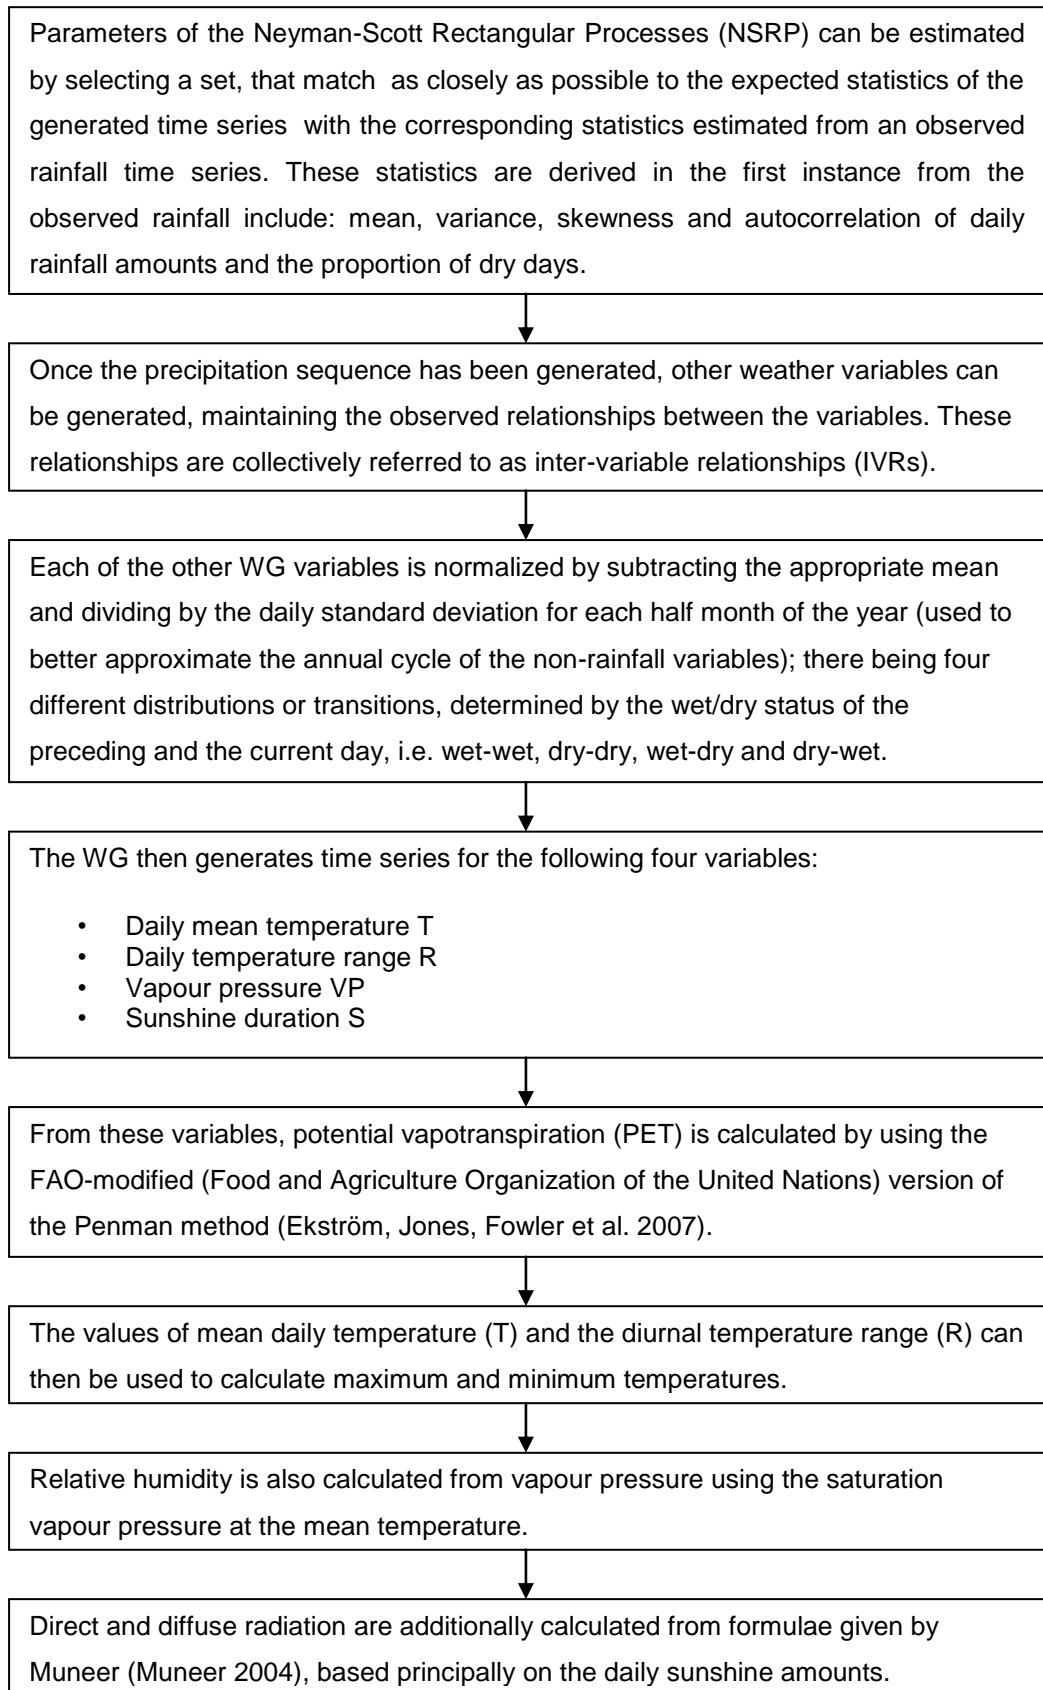 Parameters of the Neyman-Scott Rectangular Processes (NSRP) can be estimated
by selecting a set, that match as closely as possible to the expected statistics of the
generated time series with the corresponding statistics estimated from an observed
rainfall time series. These statistics are derived in the first instance from the
observed rainfall include: mean, variance, skewness and autocorrelation of daily
rainfall amounts and the proportion of dry days.
Once the precipitation sequence has been generated, other weather variables can
be generated, maintaining the observed relationships between the variables. These
relationships are collectively referred to as inter-variable relationships (IVRs).
Each of the other WG variables is normalized by subtracting the appropriate mean
and dividing by the daily standard deviation for each half month of the year (used to
better approximate the annual cycle of the non-rainfall variables); there being four
different distributions or transitions, determined by the wet/dry status of the
preceding and the current day, i.e. wet-wet, dry-dry, wet-dry and dry-wet.
The WG then generates time series for the following four variables:
• Daily mean temperature T
• Daily temperature range R
• Vapour pressure VP
• Sunshine duration S
From these variables, potential vapotranspiration (PET) is calculated by using the
FAO-modified (Food and Agriculture Organization of the United Nations) version of
the Penman method (Ekström, Jones, Fowler et al. 2007).
The values of mean daily temperature (T) and the diurnal temperature range (R) can
then be used to calculate maximum and minimum temperatures.
Relative humidity is also calculated from vapour pressure using the saturation
vapour pressure at the mean temperature.
Direct and diffuse radiation are additionally calculated from formulae given by
Muneer (Muneer 2004), based principally on the daily sunshine amounts.